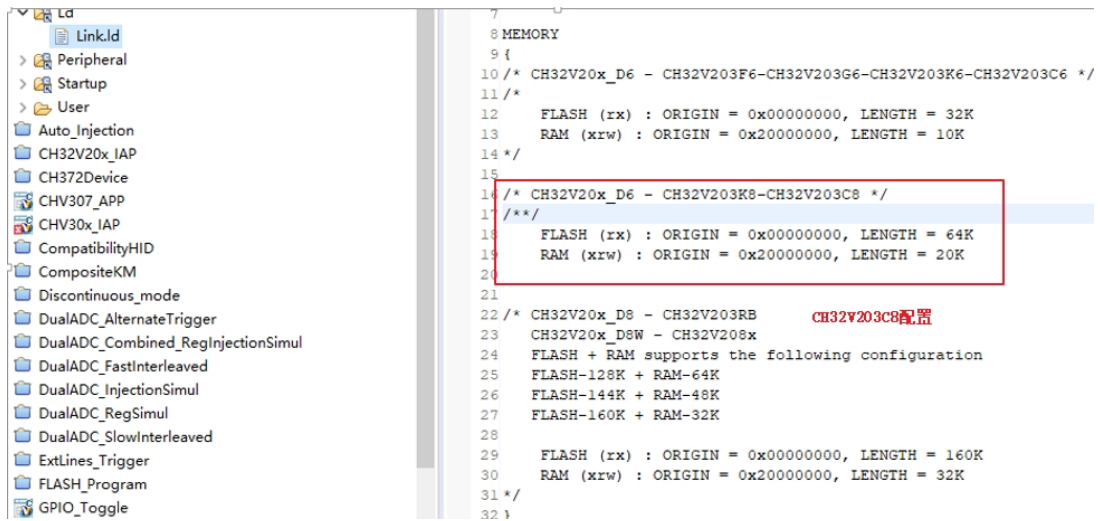 Ld
Link.ld
Peripheral
Startup
User
Auto_Injection
CH32V20x_IAP
CH372Device
CHV307_APP
CHV30x_IAP
CompatibilityHID
CompositeKM
Discontinuous_mode
DualADC_AlternateTrigger
DualADC_Combined_RegInjectionSimul
DualADC_FastInterleaved
DualADC_InjectionSimul
DualADC_RegSimul
DualADC_SlowInterleaved
ExtLines_Trigger
FLASH_Program
GPIO_Toggle
7
8 MEMORY
9 {
10 /* CH32V20x_D6 - CH32V203F6-CH32V203G6-CH32V203K6-CH32V203C6 */
11 /*
12 FLASH (rx) : ORIGIN = 0x00000000, LENGTH = 32K
13 RAM (xrw) : ORIGIN = 0x20000000, LENGTH = 10K
14 */
15
16 /* CH32V20x_D6 - CH32V203K8-CH32V203C8 */
17 /**/
18 FLASH (rx) : ORIGIN = 0x00000000, LENGTH = 64K
19 RAM (xrw) : ORIGIN = 0x20000000, LENGTH = 20K
20
21
22 /* CH32V20x_D8 - CH32V203RB CH32V203C8配置
23 CH32V20x_D8W - CH32V208x
24 FLASH + RAM supports the following configuration
25 FLASH-128K + RAM-64K
26 FLASH-144K + RAM-48K
27 FLASH-160K + RAM-32K
28
29 FLASH (rx) : ORIGIN = 0x00000000, LENGTH = 160K
30 RAM (xrw) : ORIGIN = 0x20000000, LENGTH = 32K
31 */
32 }